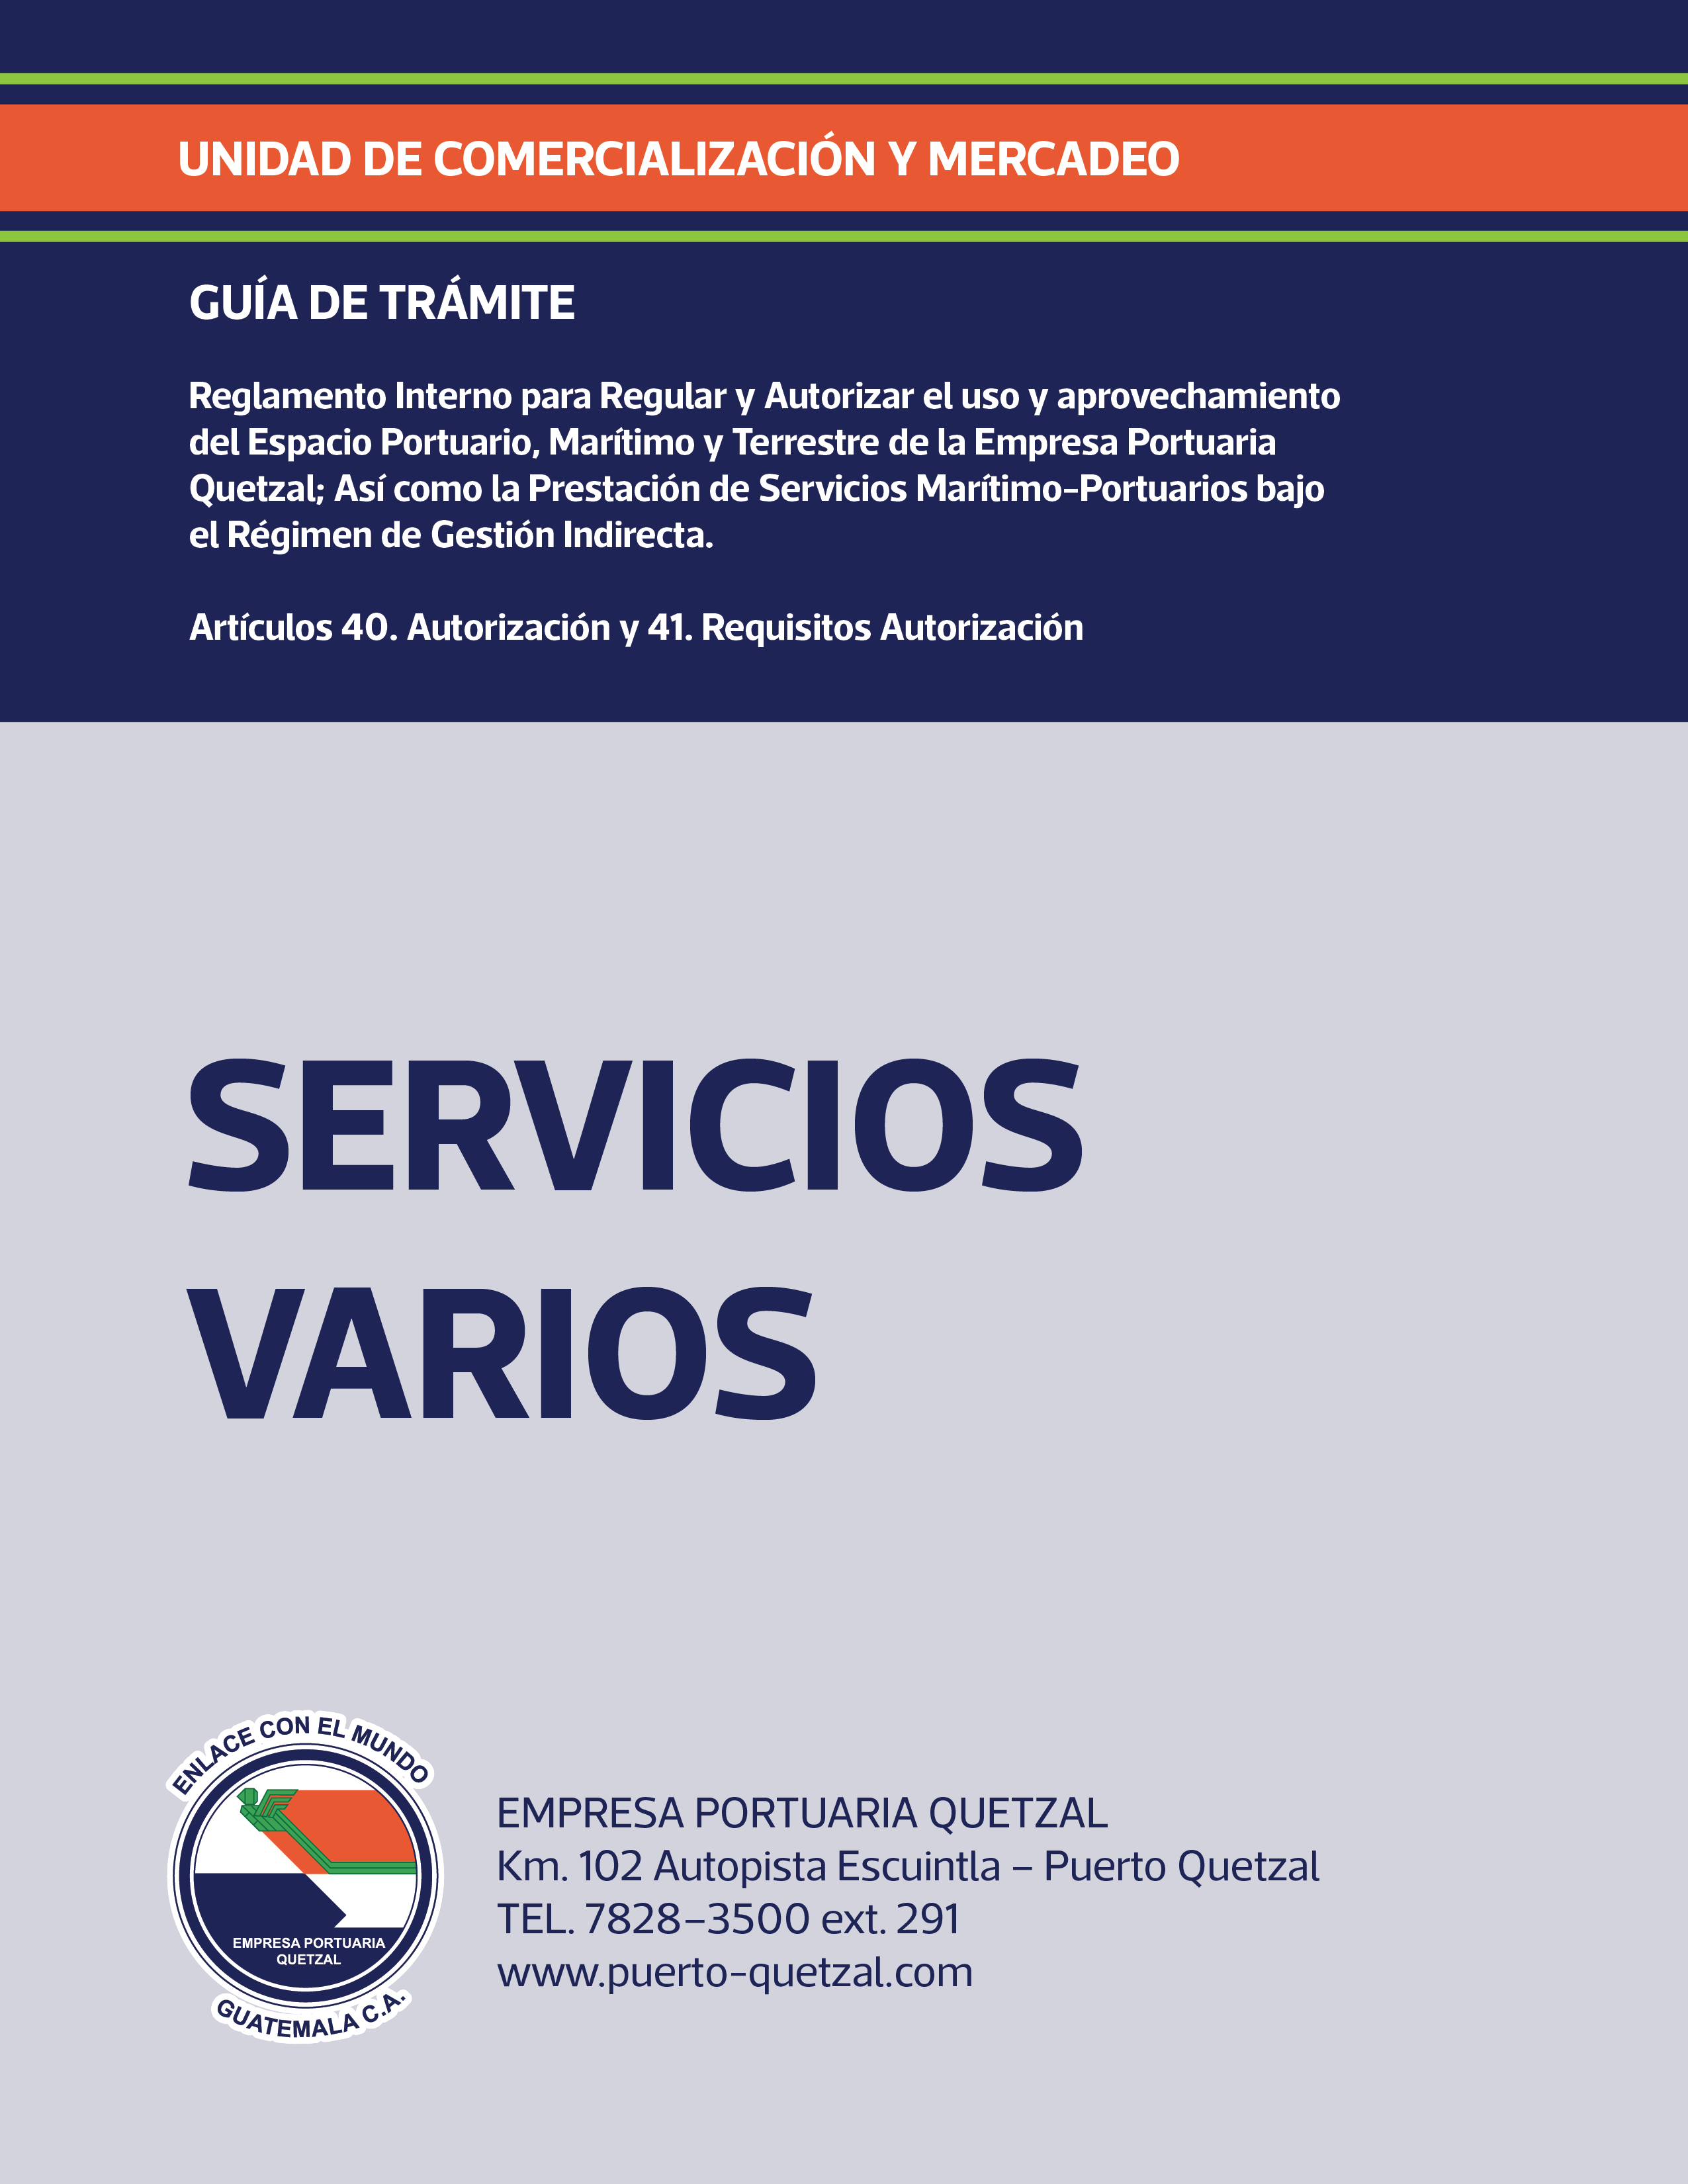 UNIDAD DE COMERCIALIZACIÓN Y MERCADEO
GUÍA DE TRÁMITE
Reglamento Interno para Regular y Autorizar el uso y aprovechamiento
del Espacio Portuario, Marítimo y Terrestre de la Empresa Portuaria
Quetzal; Así como la Prestación de Servicios Marítimo-Portuarios bajo
el Régimen de Gestión Indirecta.
Artículos 40. Autorización y 41. Requisitos Autorización
SERVICIOS
VARIOS
ENLACE CON EL MUNDO
EMPRESA PORTUARIA
QUETZAL
GUATEMALA C.A.
EMPRESA PORTUARIA QUETZAL
Km. 102 Autopista Escuintla – Puerto Quetzal
TEL. 7828–3500 ext. 291
www.puerto-quetzal.com